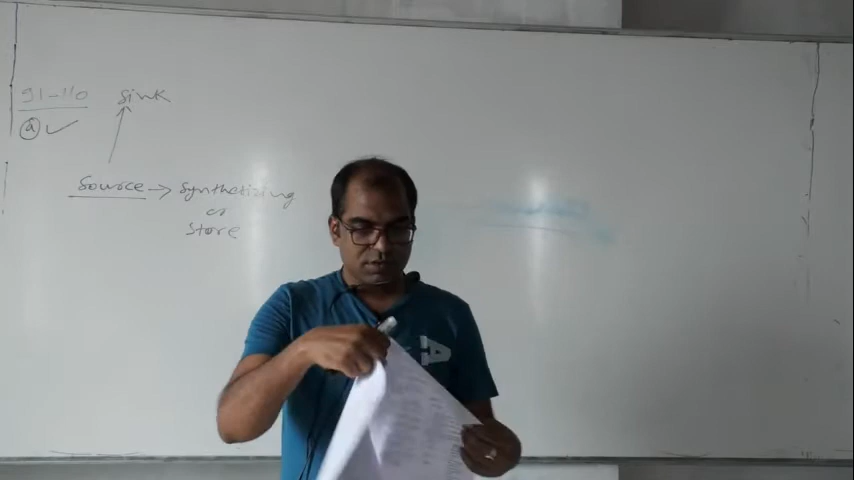 91-110 Sink
a
Source → Synthesizing
or
Store
A